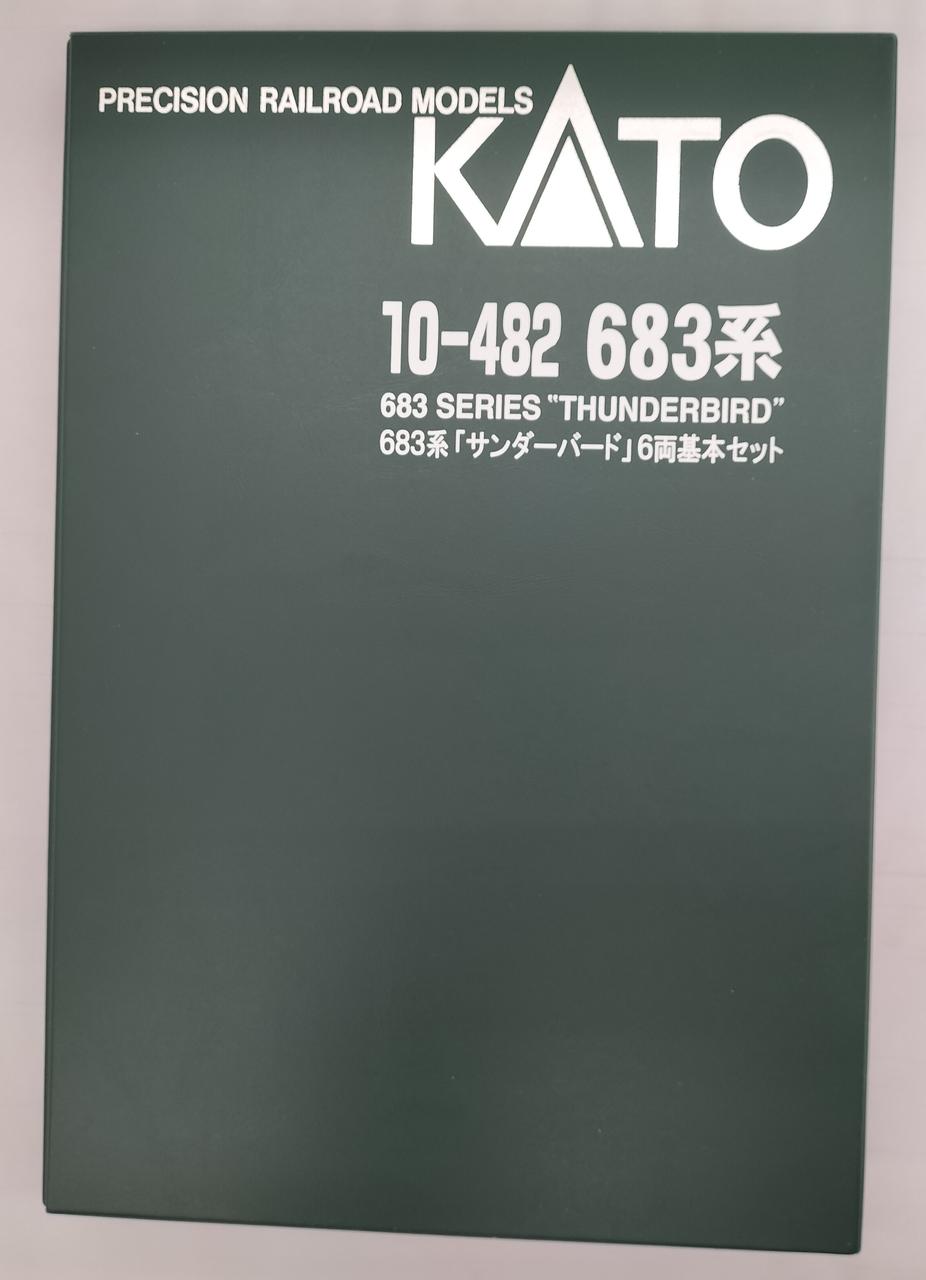 PRECISION RAILROAD MODELS
KATO
10-482 683系
683 SERIES "THUNDERBIRD"
683系「サンダーバード」6両基本セット